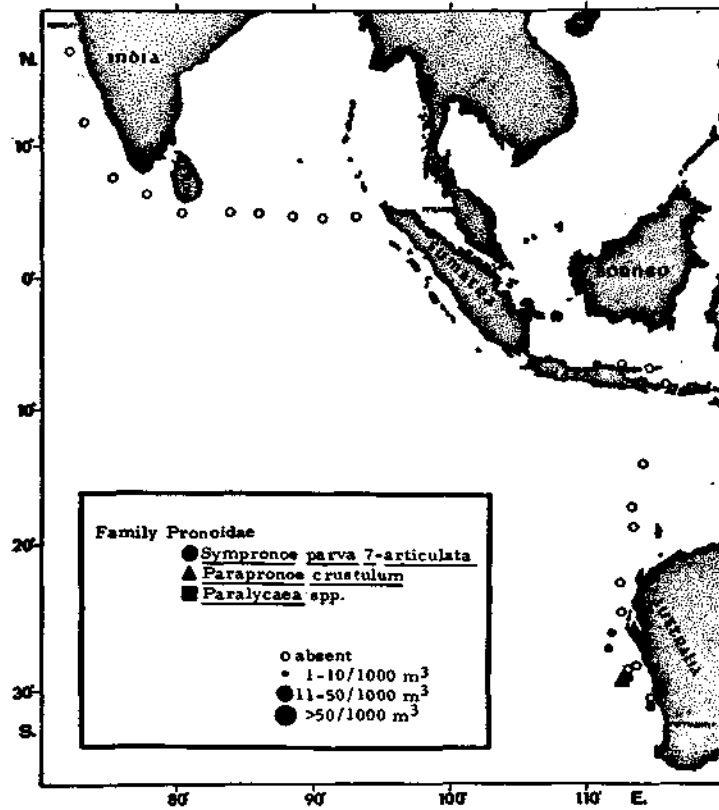 N.
INDIA
10°
SUMATRA
BORNEO
0°
10°
Family Pronoidae
Sympronoe parva 7-articulata
Parapronoe crustulum
Paralycaea spp.
20°
absent
1-10/1000 m³
11-50/1000 m³
>50/1000 m³
AUSTRALIA
30°
S.
80°
90°
100°
110°
E.